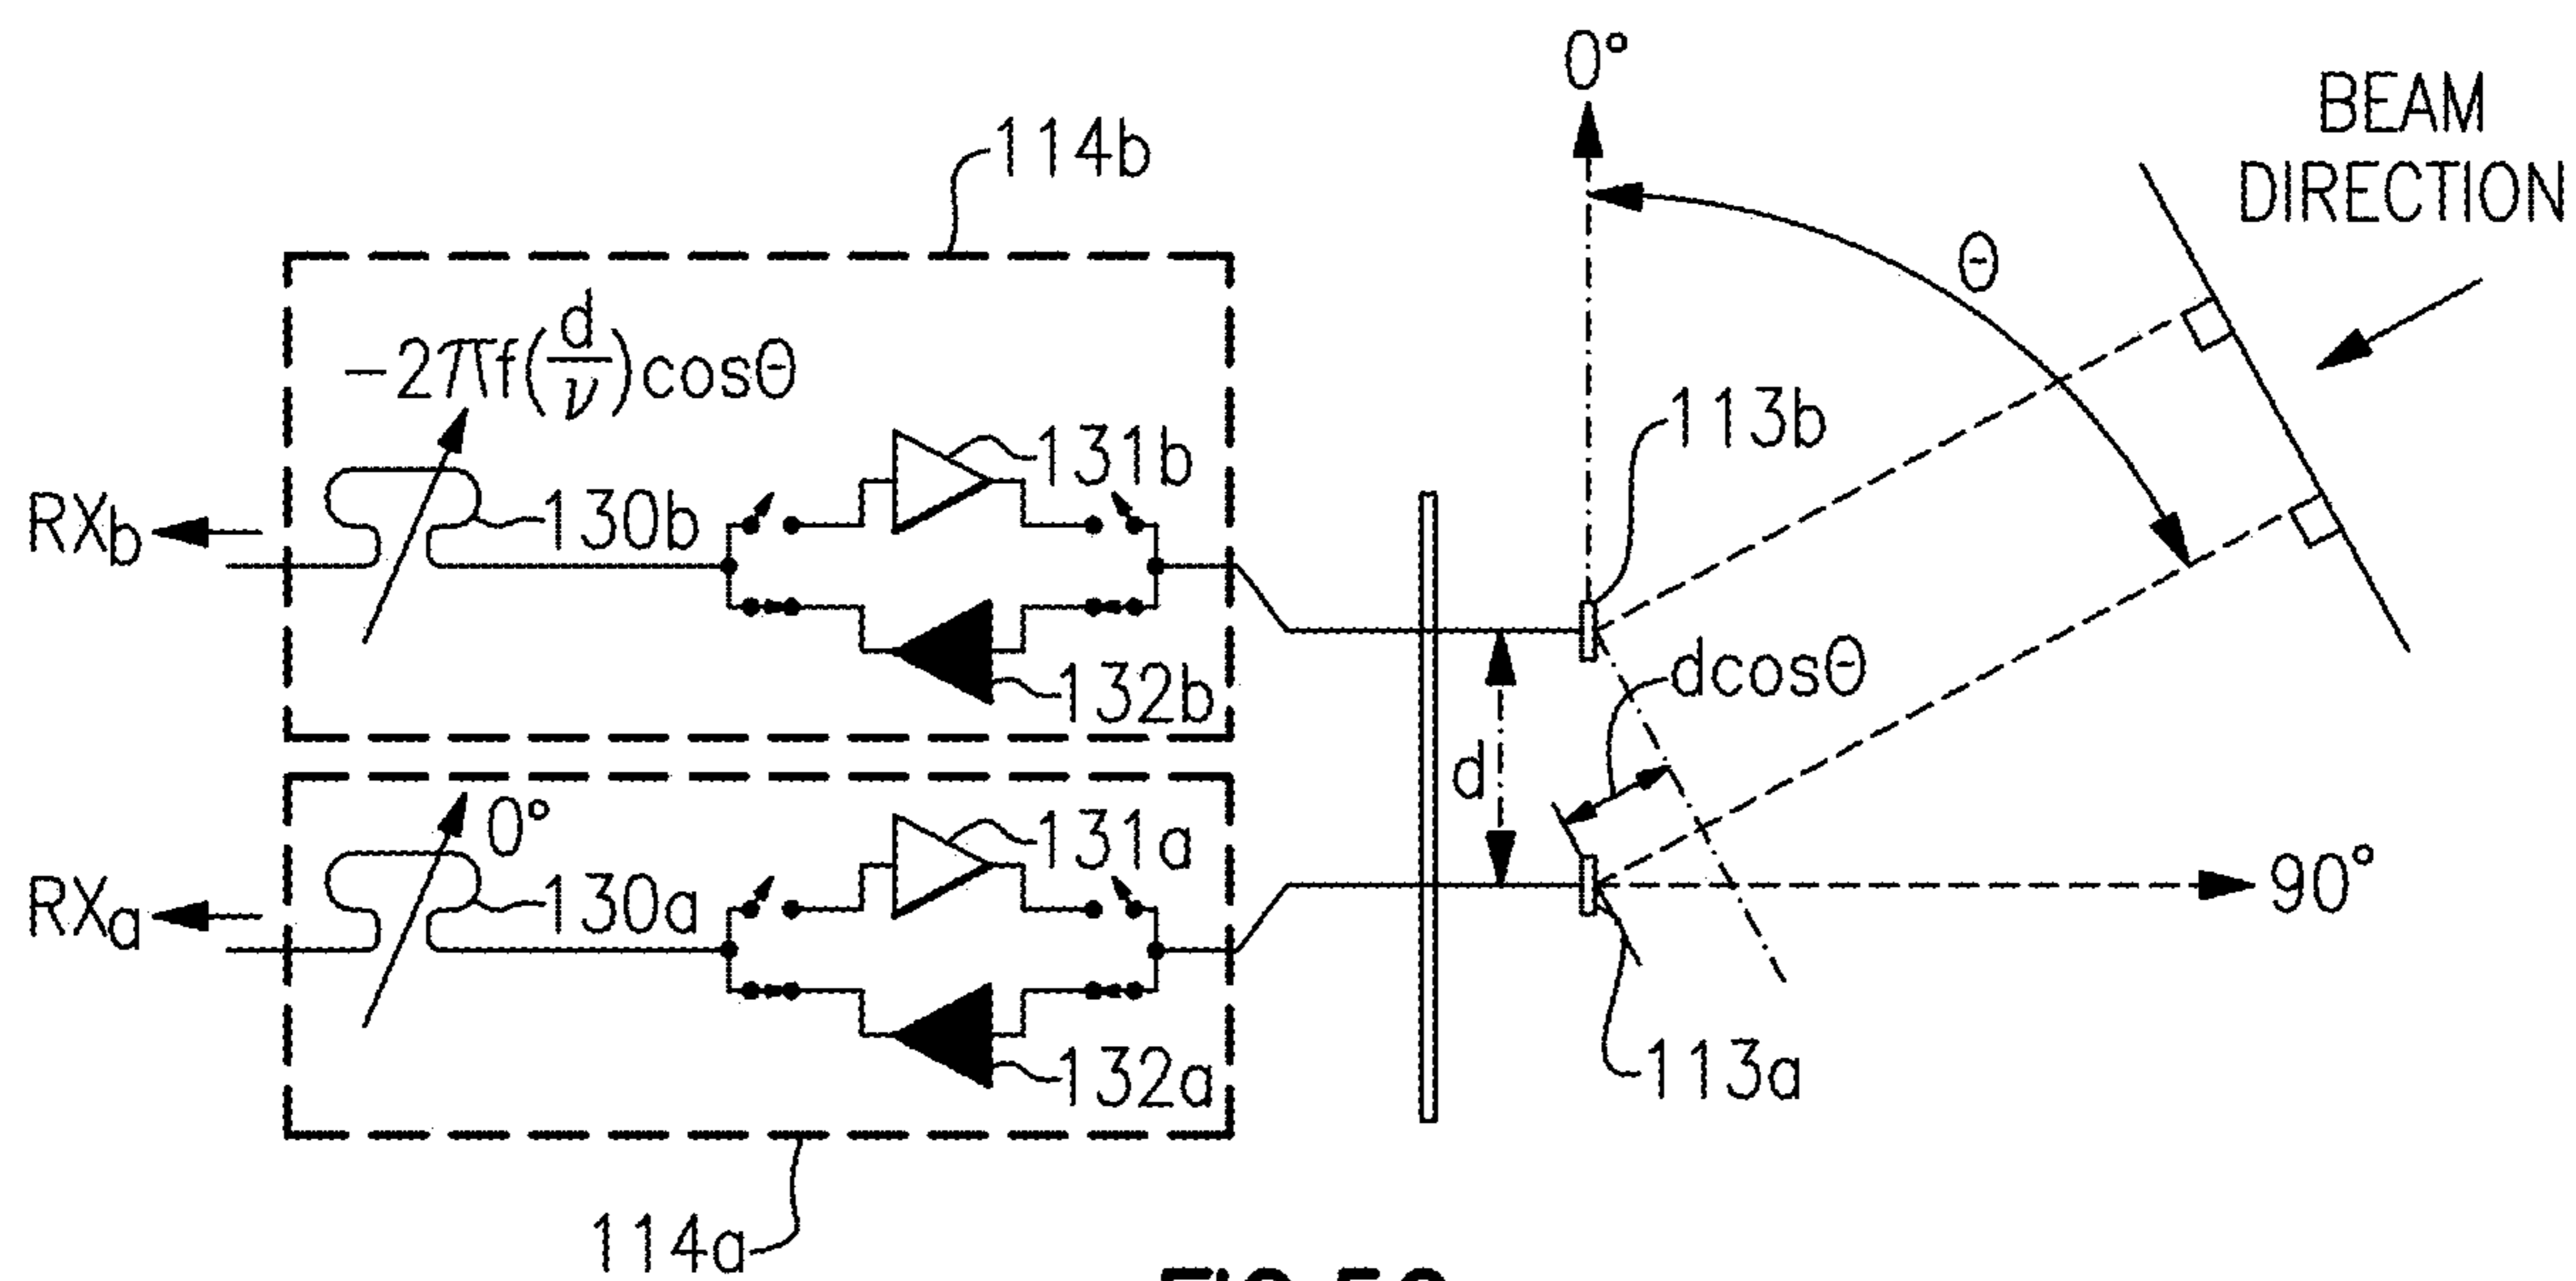 0°
BEAM
DIRECTION
114b
θ
−2πf(d/ν)cosθ
113b
131b
RXb
130b
dcosθ
132b
d
0°
131a
RXa
130a
90°
132a
113a
114a